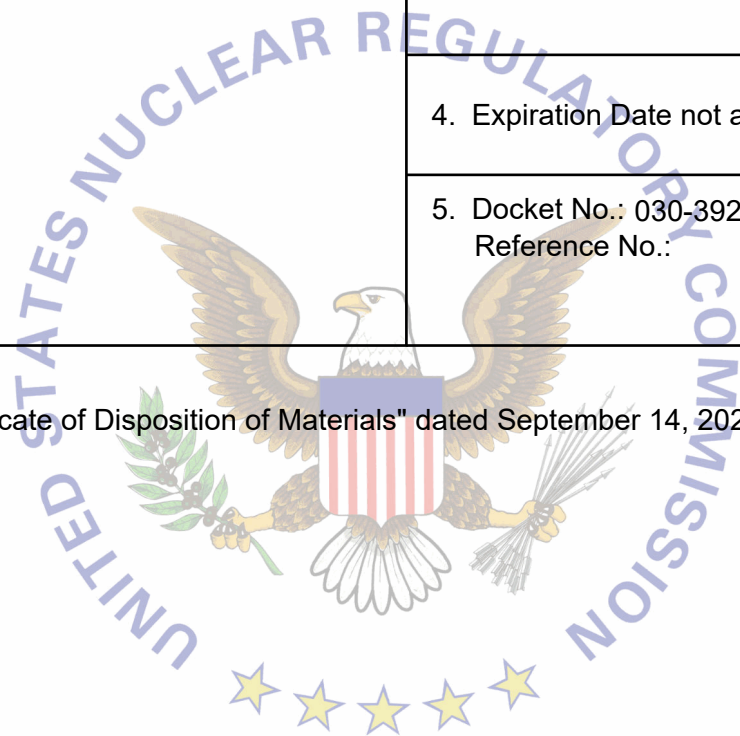 UNITED STATES NUCLEAR REGULATORY COMMISSION
4. Expiration Date not a
5. Docket No.: 030-392
Reference No.:
cate of Disposition of Materials" dated September 14, 202